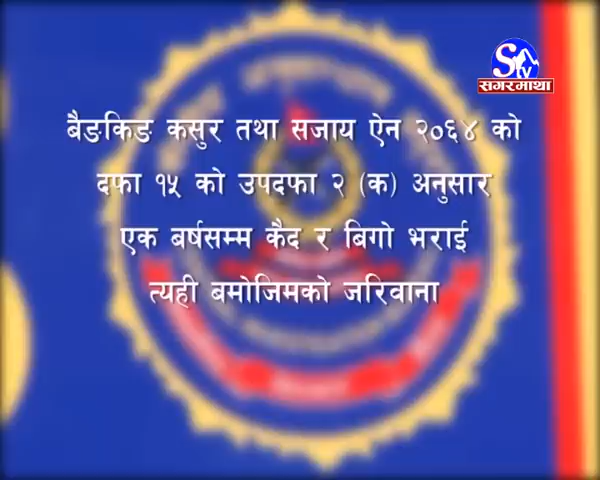 STV
सगरमाथा
बैङकिङ कसुर तथा सजाय ऐन २०६४ को
दफा १५ को उपदफा २ (क) अनुसार
एक बर्षसम्म कैद र बिगो भराई
त्यही बमोजिमको जरिवाना